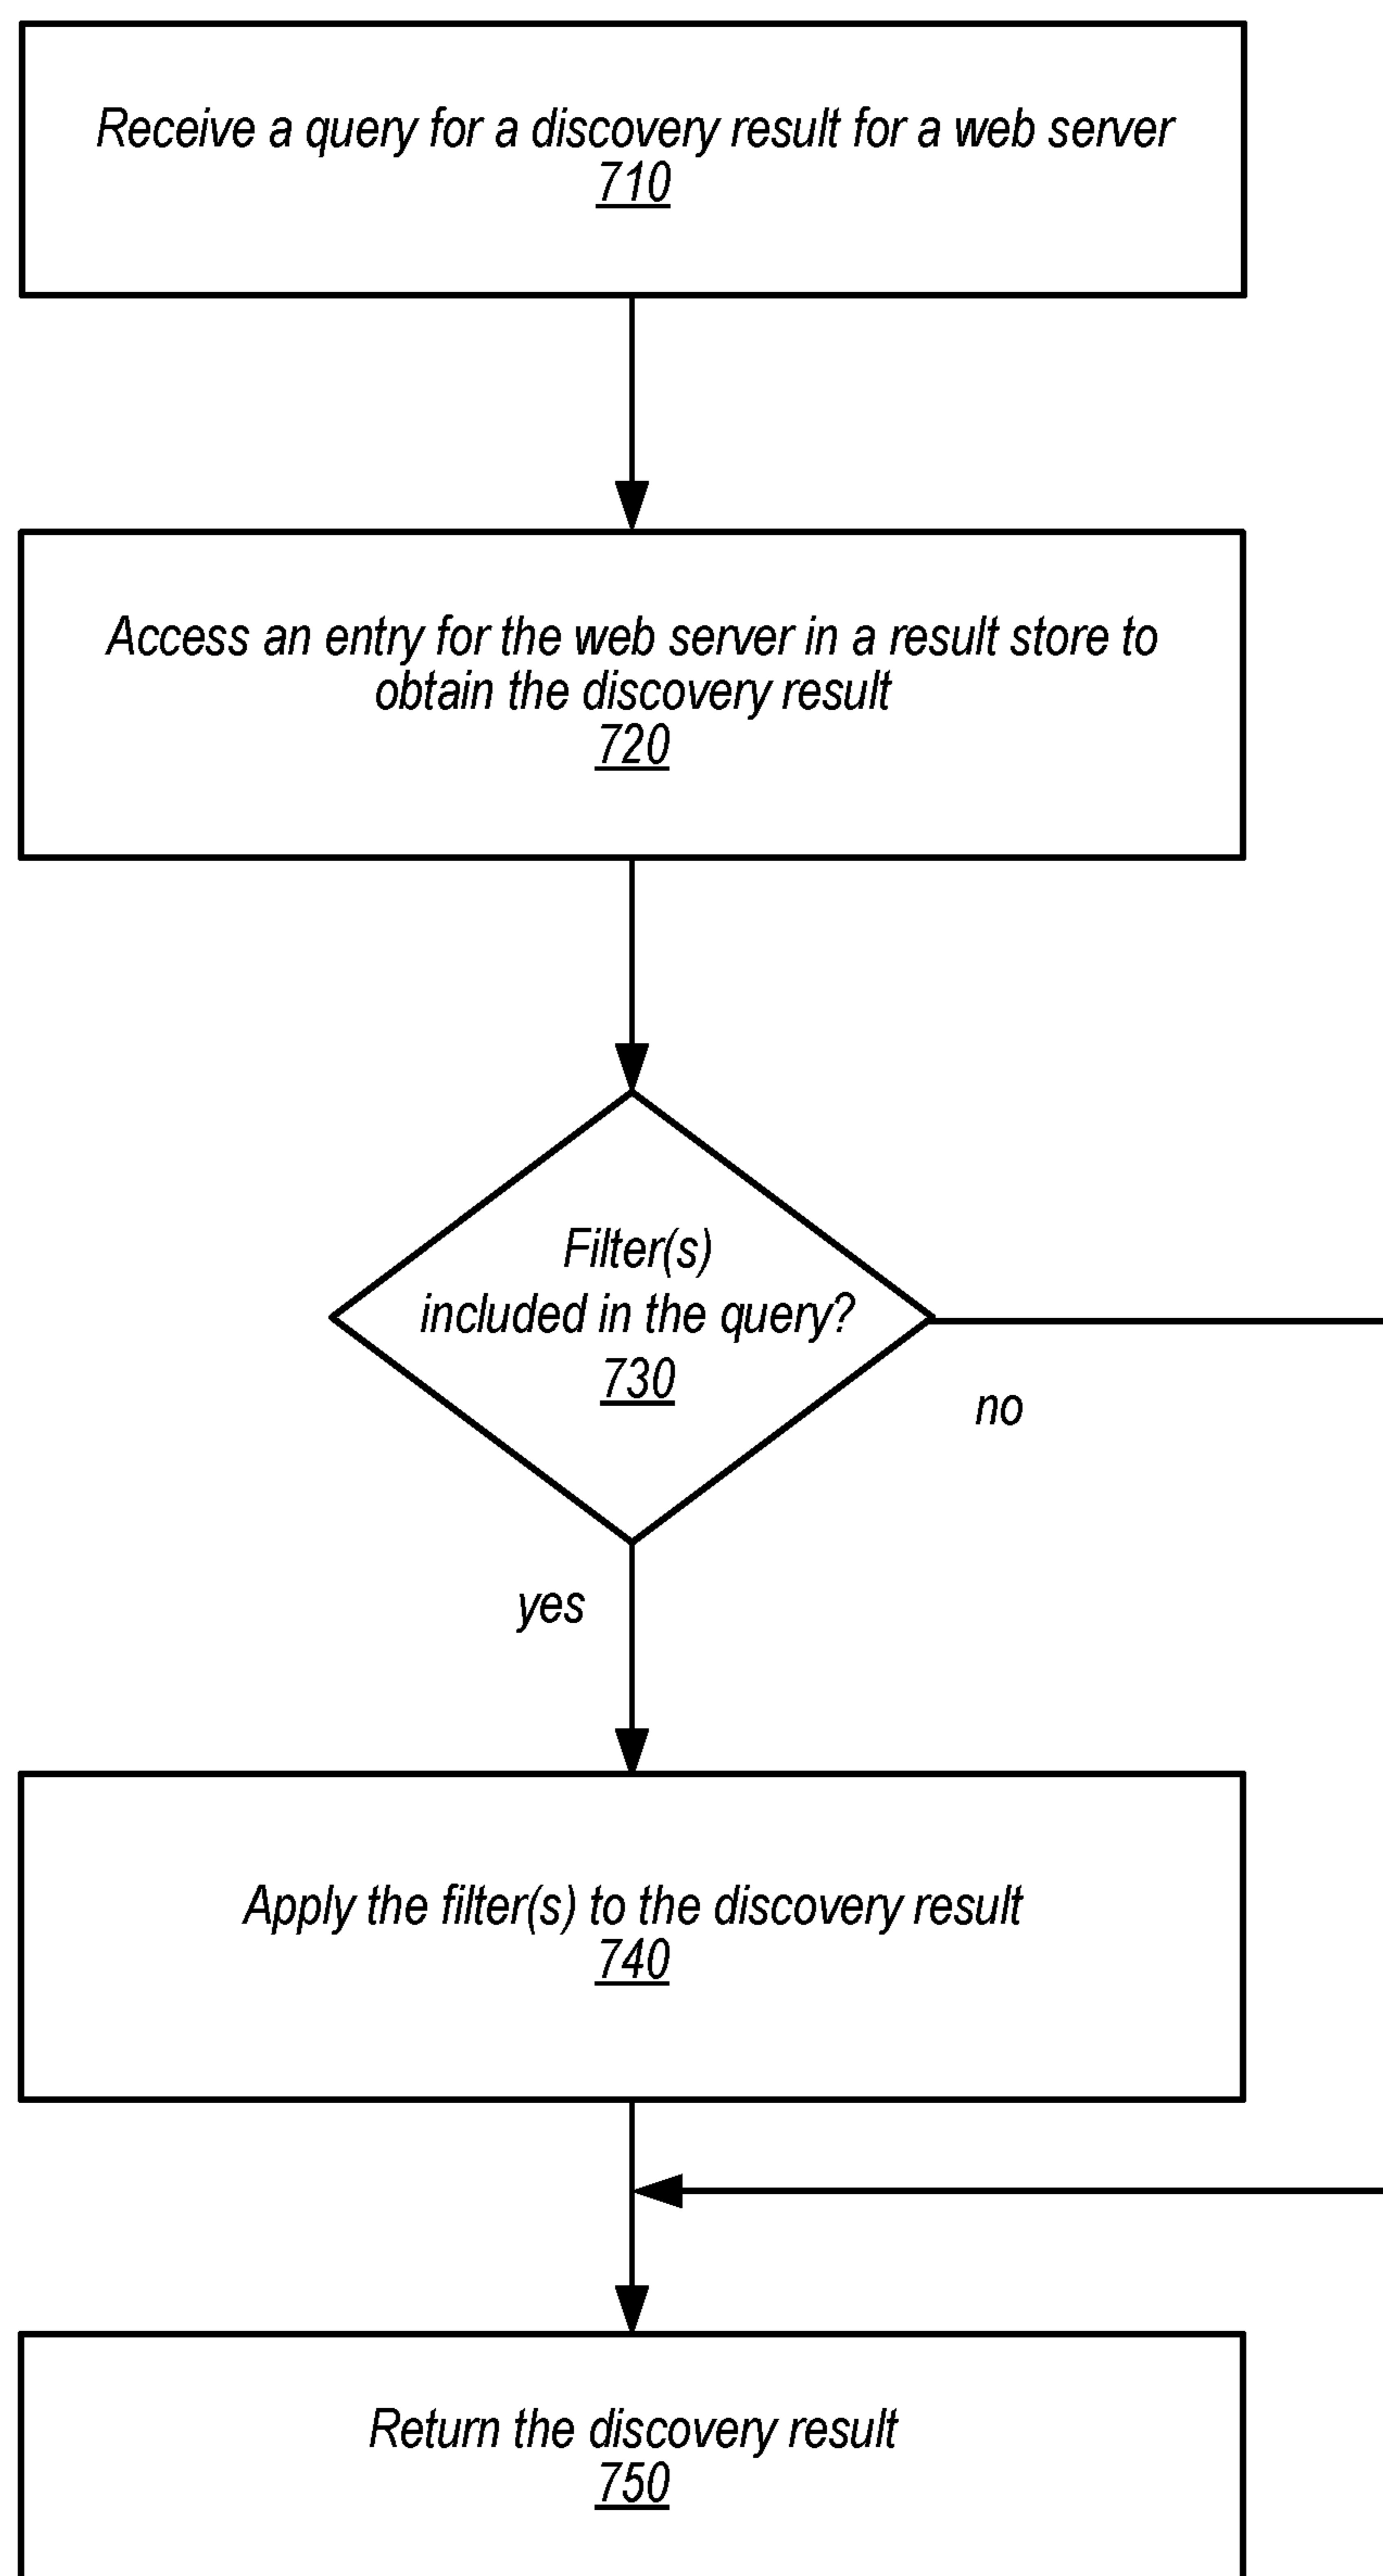 Receive a query for a discovery result for a web server
710
Access an entry for the web server in a result store to
obtain the discovery result
720
Filter(s)
included in the query?
730
no
yes
Apply the filter(s) to the discovery result
740
Return the discovery result
750